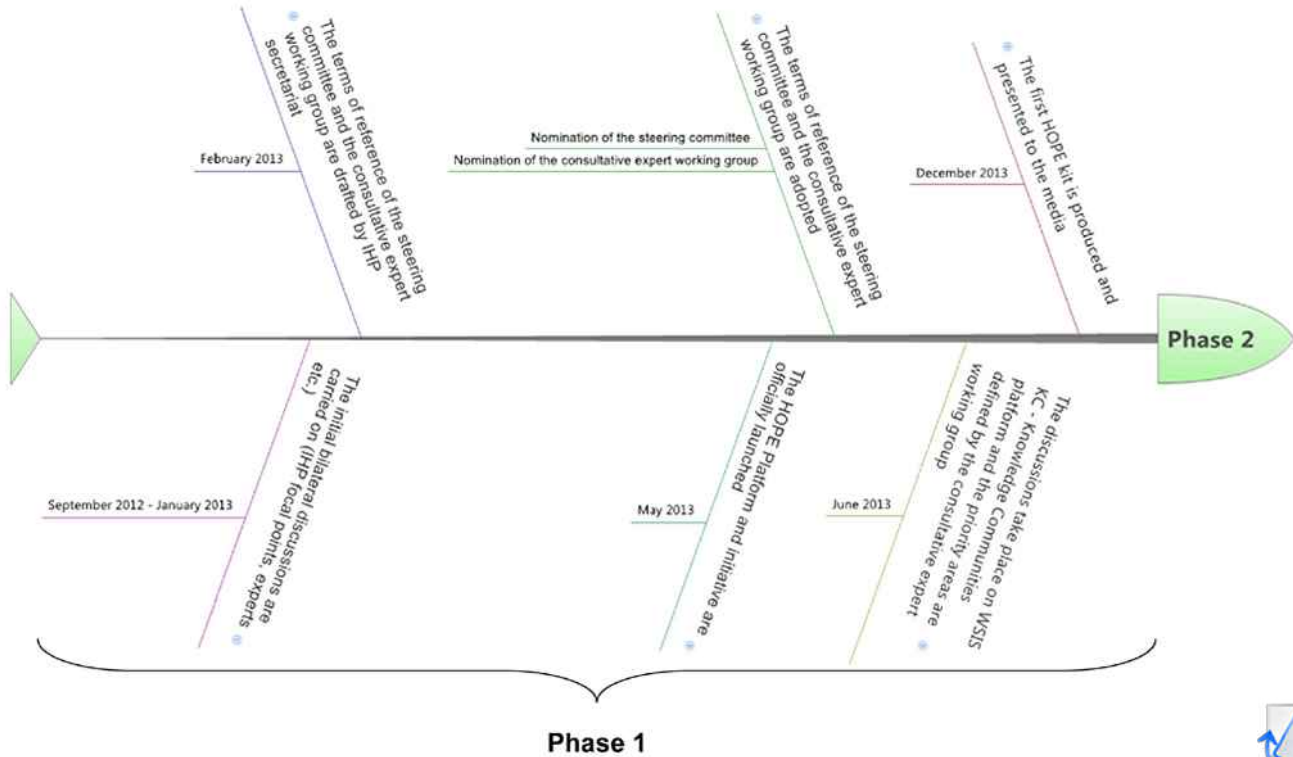 The terms of reference of the steering
committee and the consultative expert
working group are drafted by IHP
secretariat
February 2013
The terms of reference of the steering
committee and the consultative expert
working group are adopted
Nomination of the steering committee
Nomination of the consultative expert working group
The first HOPE kit is produced and
presented to the media
December 2013
Phase 2
The initial bilateral discussions are
carried on (IHP focal points, experts
etc.)
September 2012 - January 2013
The HOPE Platform and initiative are
officially launched
May 2013
The discussions take place on WSIS
KC - Knowledge Communities
platform and the priority areas are
defined by the consultative expert
working group
June 2013
Phase 1